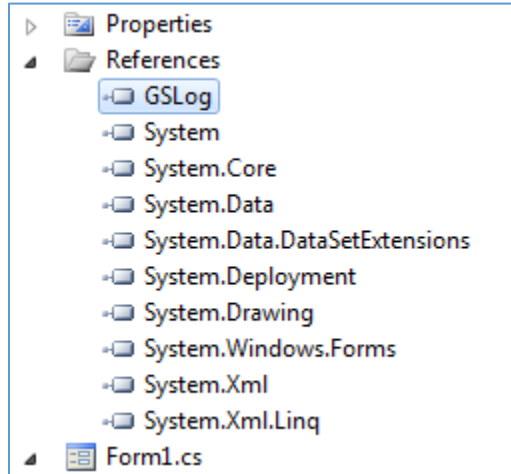 Properties
References
GSLog
System
System.Core
System.Data
System.Data.DataSetExtensions
System.Deployment
System.Drawing
System.Windows.Forms
System.Xml
System.Xml.Linq
Form1.cs